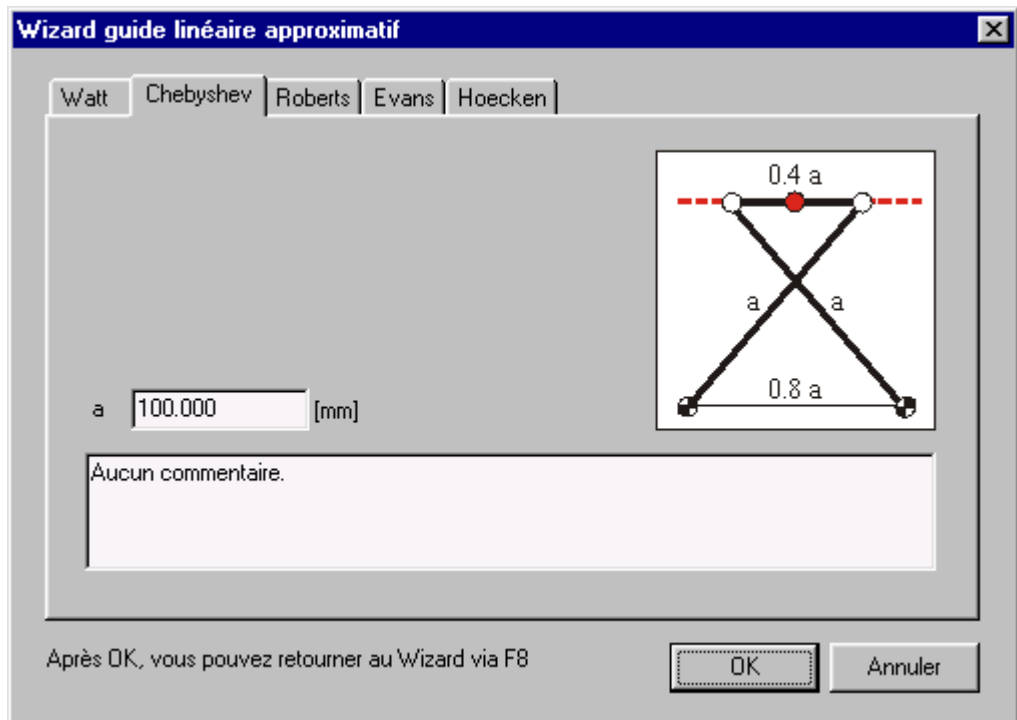 Wizard guide linéaire approximatif
Watt Chebyshev Roberts Evans Hoecken
0.4 a
a a
0.8 a
a 100.000 [mm]
Aucun commentaire.
Après OK, vous pouvez retourner au Wizard via F8
OK Annuler